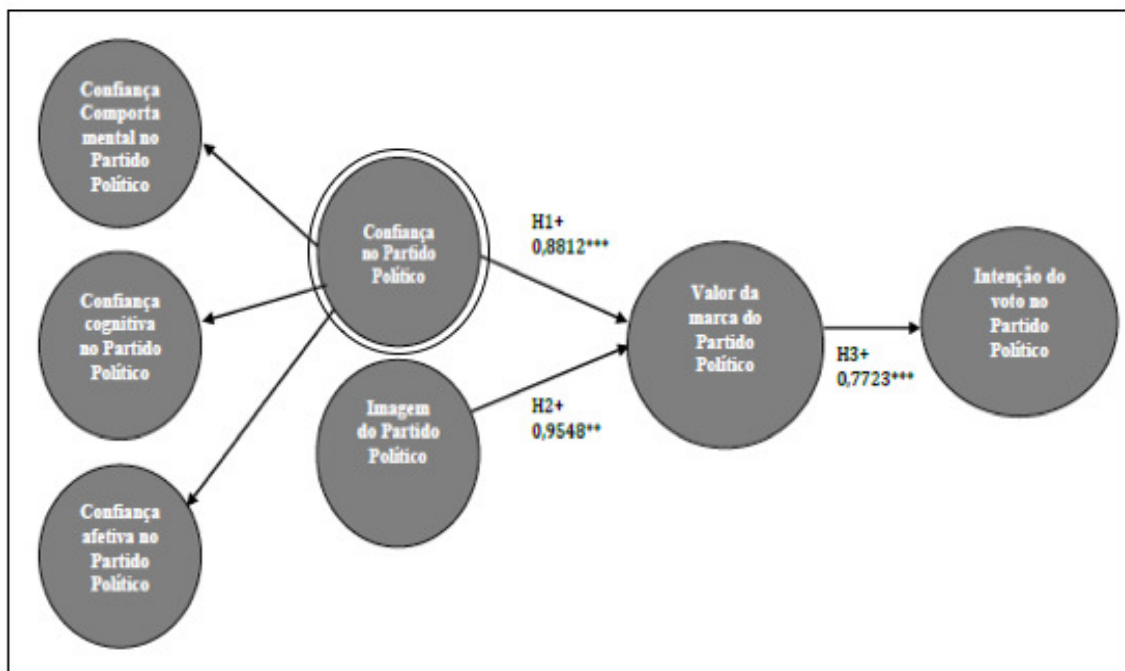 Confiança
Comporta
mental no
Partido
Político
Confiança
cognitiva
no Partido
Político
Confiança
afetiva no
Partido
Político
Confiança
no Partido
Político
Imagem
do Partido
Político
H1+
0,8812***
H2+
0,9548**
Valor da
marca do
Partido
Político
H3+
0,7723***
Intenção do
voto no
Partido
Político